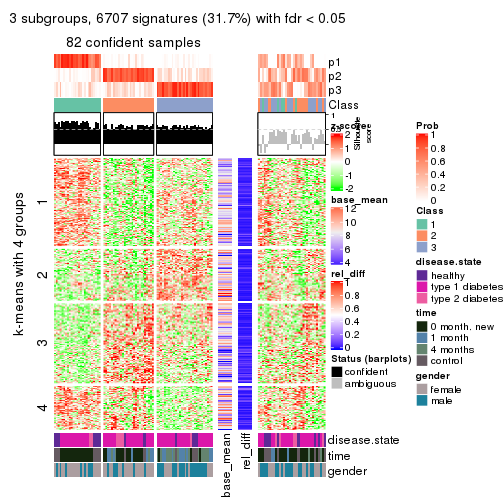 3 subgroups, 6707 signatures (31.7%) with fdr < 0.05
82 confident samples
p1
p2
p3
Class
1
z-score
2
1
0
-1
-2
Silhouette
score
k-means with 4 groups
1
2
3
4
base_mean
12
10
8
6
4
rel_diff
1
0.8
0.6
0.4
0.2
0
Status (barplots)
confident
ambiguous
Prob
1
0.8
0.6
0.4
0.2
0
Class
1
2
3
disease.state
healthy
type 1 diabetes
type 2 diabetes
time
0 month, new
1 month
4 months
control
gender
female
male
disease.state
time
gender
base_mean
rel_diff